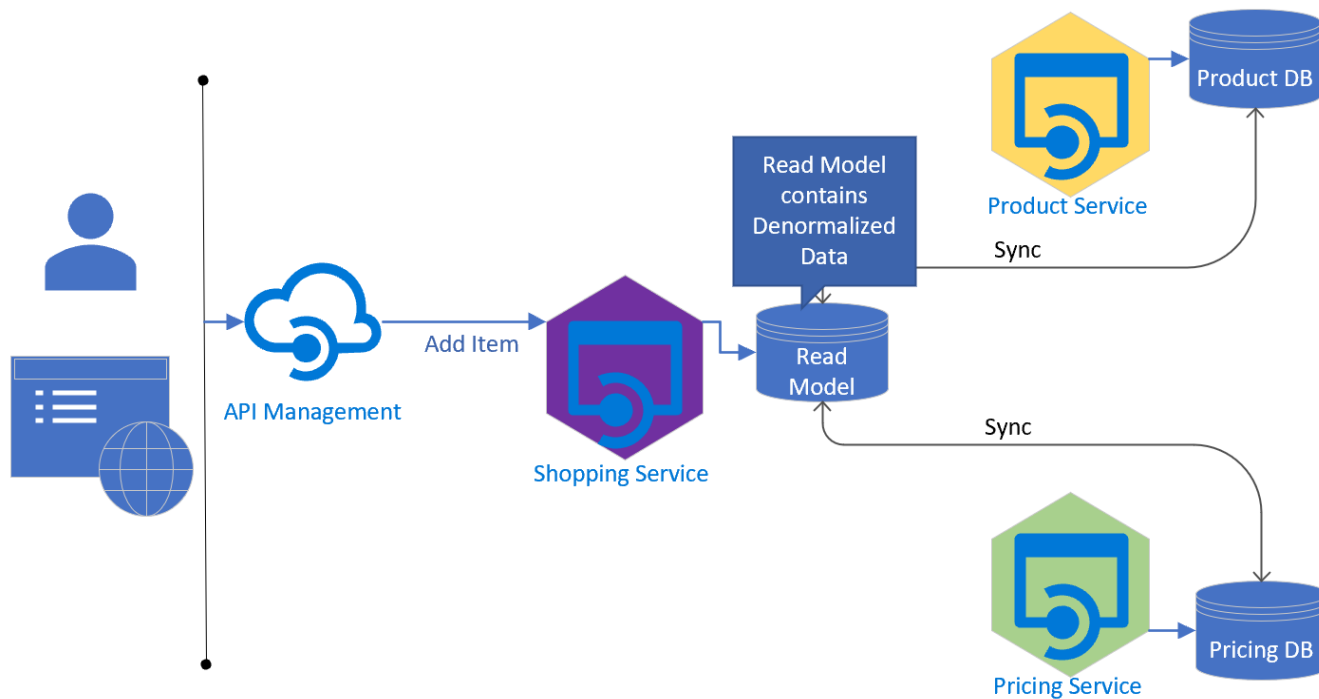 Product DB
Read Model
contains
Denormalized
Data
Product Service
Sync
Add Item
Read
Model
API Management
Shopping Service
Sync
Pricing DB
Pricing Service